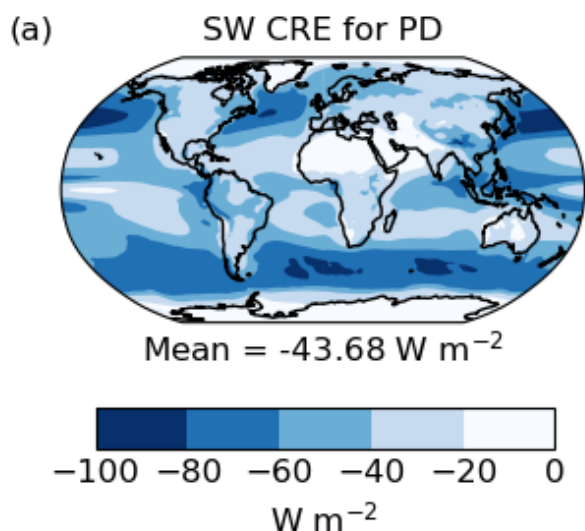 (a) SW CRE for PD
Mean = -43.68 W m⁻²
−100 −80 −60 −40 −20 0
W m⁻²